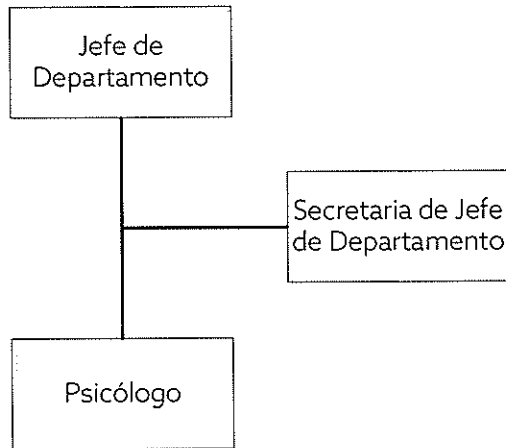 Jefe de
Departamento
Secretaria de Jefe
de Departamento
Psicólogo